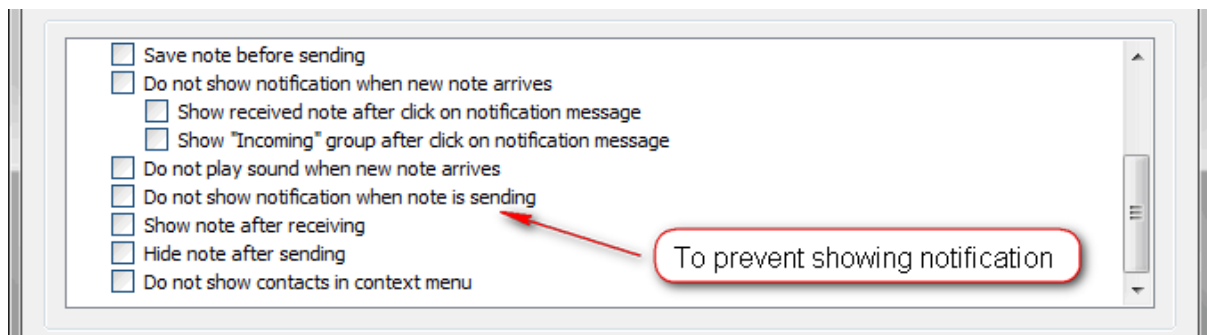 Save note before sending
Do not show notification when new note arrives
Show received note after click on notification message
Show "Incoming" group after click on notification message
Do not play sound when new note arrives
Do not show notification when note is sending
Show note after receiving
Hide note after sending
To prevent showing notification
Do not show contacts in context menu